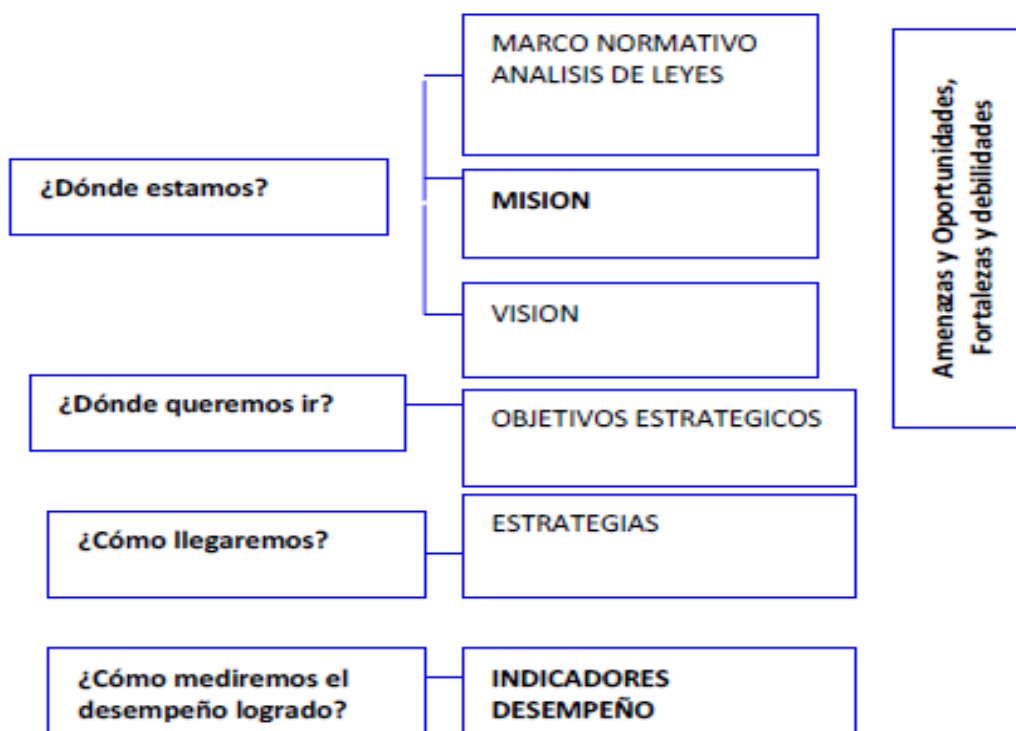 MARCO NORMATIVO
ANALISIS DE LEYES
¿Dónde estamos?
MISION
VISION
¿Dónde queremos ir?
OBJETIVOS ESTRATEGICOS
¿Cómo llegaremos?
ESTRATEGIAS
¿Cómo mediremos el
desempeño logrado?
INDICADORES
DESEMPEÑO
Amenazas y Oportunidades,
Fortalezas y debilidades